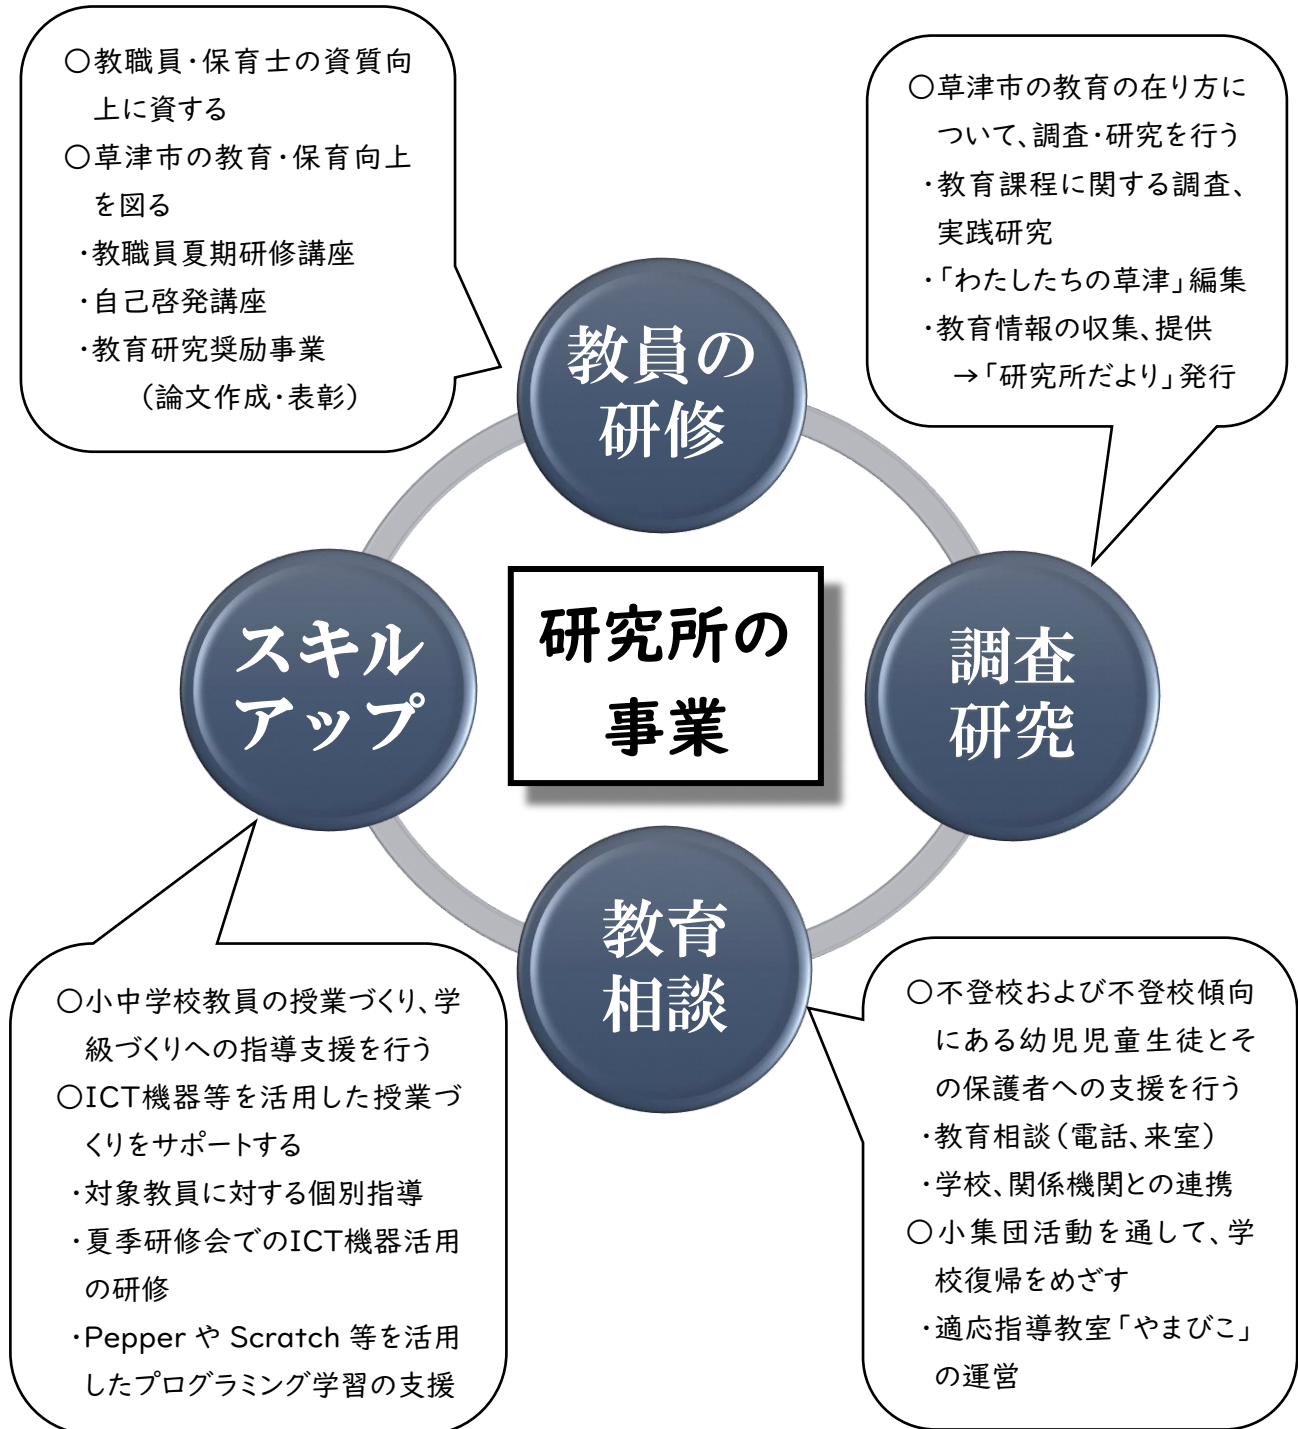 ○教職員・保育士の資質向
上に資する
○草津市の教育・保育向上
を図る
・教職員夏期研修講座
・自己啓発講座
・教育研究奨励事業
（論文作成・表彰）
○草津市の教育の在り方に
ついて、調査・研究を行う
・教育課程に関する調査、
実践研究
・「わたしたちの草津」編集
・教育情報の収集、提供
→「研究所だより」発行
教員の
研修
スキル
アップ
研究所の
事業
調査
研究
教育
相談
○小中学校教員の授業づくり、学
級づくりへの指導支援を行う
○ICT機器等を活用した授業づ
くりをサポートする
・対象教員に対する個別指導
・夏季研修会でのICT機器活用
の研修
・Pepper や Scratch 等を活用
したプログラミング学習の支援
○不登校および不登校傾向
にある幼児児童生徒とそ
の保護者への支援を行う
・教育相談（電話、来室）
・学校、関係機関との連携
○小集団活動を通して、学
校復帰をめざす
・適応指導教室「やまびこ」
の運営